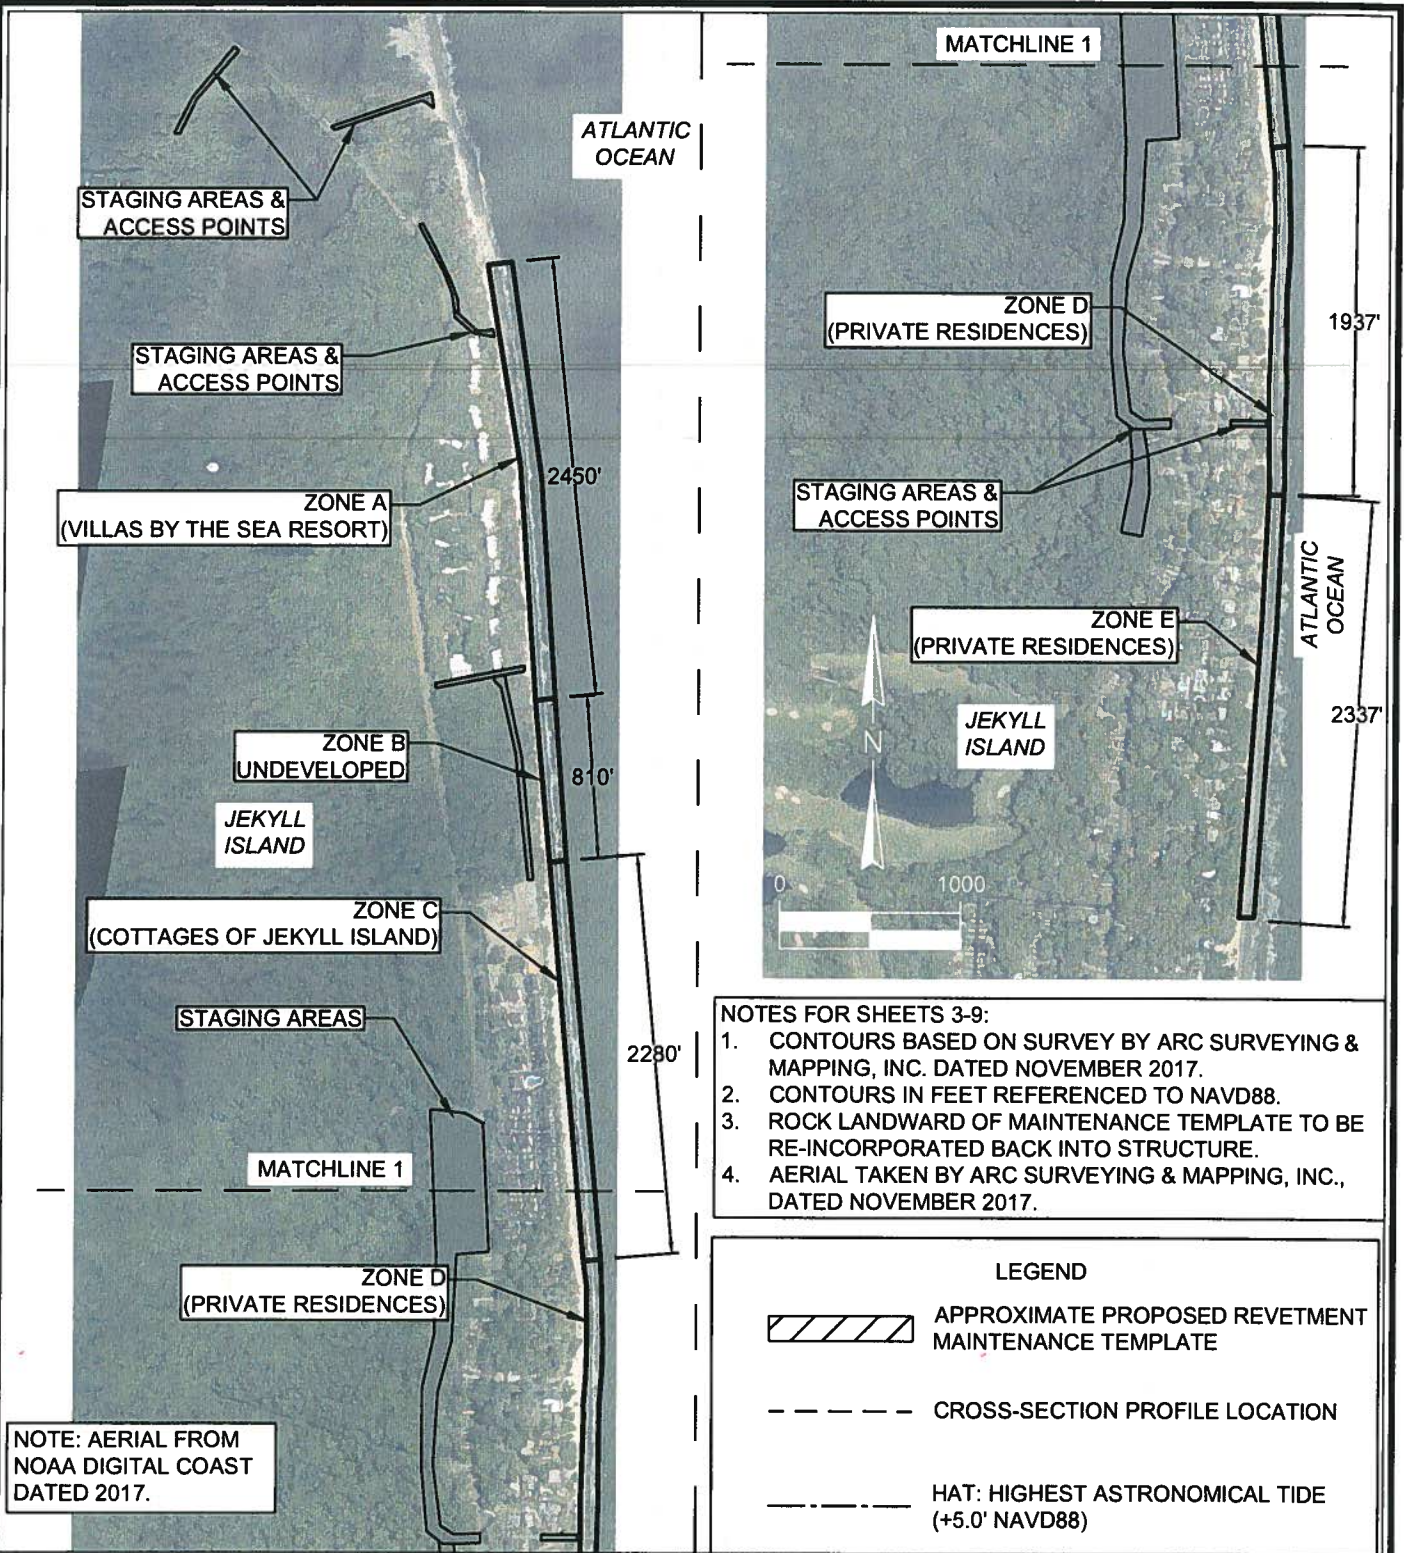 ATLANTIC
OCEAN
STAGING AREAS &
ACCESS POINTS
STAGING AREAS &
ACCESS POINTS
2450'
ZONE A
(VILLAS BY THE SEA RESORT)
ZONE B
UNDEVELOPED
810'
JEKYLL
ISLAND
ZONE C
(COTTAGES OF JEKYLL ISLAND)
STAGING AREAS
2280'
MATCHLINE 1
ZONE D
(PRIVATE RESIDENCES)
NOTE: AERIAL FROM
NOAA DIGITAL COAST
DATED 2017.
MATCHLINE 1
ZONE D
(PRIVATE RESIDENCES)
1937'
STAGING AREAS &
ACCESS POINTS
ATLANTIC
OCEAN
ZONE E
(PRIVATE RESIDENCES)
2337'
JEKYLL
ISLAND
N
0 1000
NOTES FOR SHEETS 3-9:
1. CONTOURS BASED ON SURVEY BY ARC SURVEYING &
MAPPING, INC. DATED NOVEMBER 2017.
2. CONTOURS IN FEET REFERENCED TO NAVD88.
3. ROCK LANDWARD OF MAINTENANCE TEMPLATE TO BE
RE-INCORPORATED BACK INTO STRUCTURE.
4. AERIAL TAKEN BY ARC SURVEYING & MAPPING, INC.,
DATED NOVEMBER 2017.
LEGEND
APPROXIMATE PROPOSED REVETMENT
MAINTENANCE TEMPLATE
CROSS-SECTION PROFILE LOCATION
HAT: HIGHEST ASTRONOMICAL TIDE
(+5.0' NAVD88)